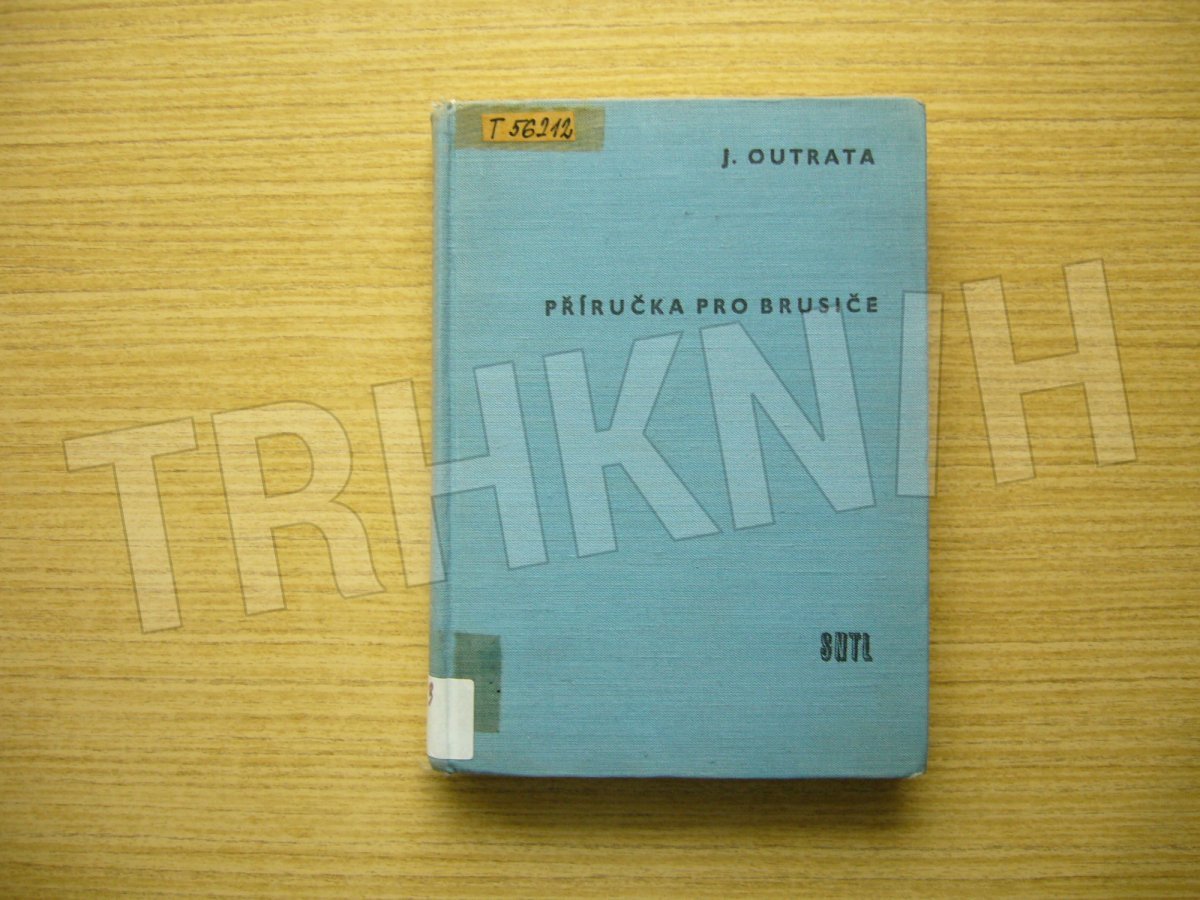 T 56212
J. OUTRATA
PŘÍRUČKA PRO BRUSIČE
TRHKNIH
SNTL